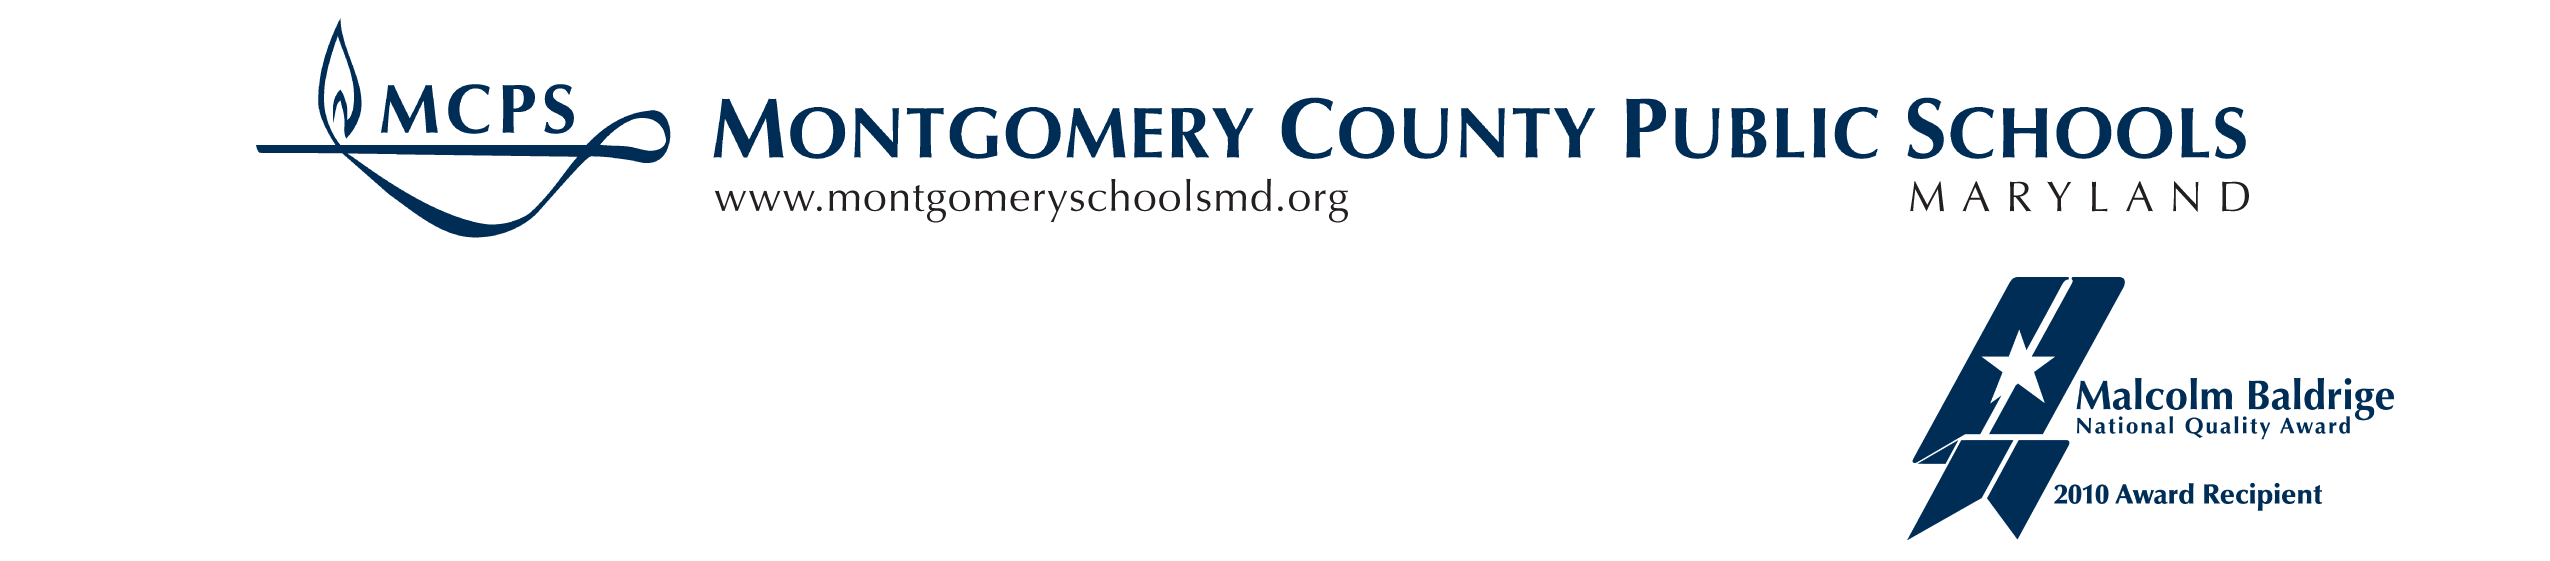 MCPS
MONTGOMERY COUNTY PUBLIC SCHOOLS
www.montgomeryschoolsmd.org
MARYLAND
Malcolm Baldrige
National Quality Award
2010 Award Recipient